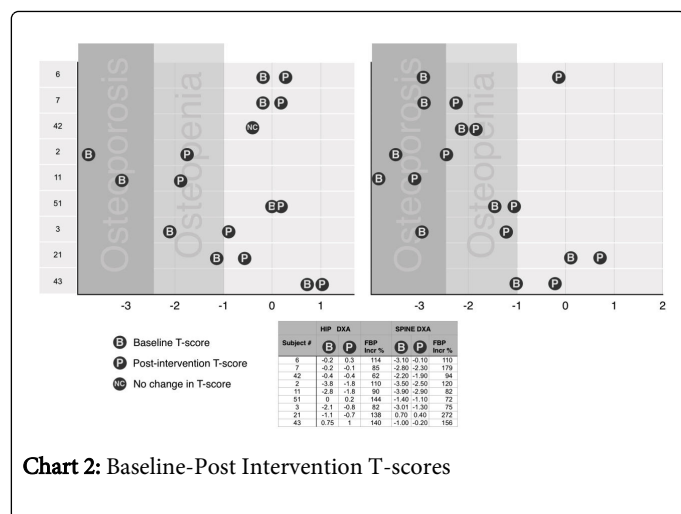 Osteoporosis Osteopenia Osteoporosis Osteopenia
6 B P B P
7 B P B P
42 NC B P
2 B P B P
11 B P B P
51 B P B P
3 B P B P
21 B P B P
43 B P B P
-3 -2 -1 0 1 -3 -2 -1 0 1 2
B Baseline T-score
P Post-intervention T-score
NC No change in T-score
HIP DXA SPINE DXA
Subject # B P FBP Incr % B P FBP Incr %
6 -0.2 0.3 114 -3.10 -0.10 110
7 -0.2 -0.1 85 -2.80 -2.30 179
42 -0.4 -0.4 62 -2.20 -1.90 94
2 -3.8 -1.8 110 -3.50 -2.50 120
11 -2.8 -1.8 90 -3.90 -2.90 82
51 0 0.2 144 -1.40 -1.10 72
3 -2.1 -0.8 82 -3.01 -1.30 75
21 -1.1 -0.7 138 0.70 0.40 272
43 0.75 1 140 -1.00 -0.20 156
Chart 2: Baseline-Post Intervention T-scores